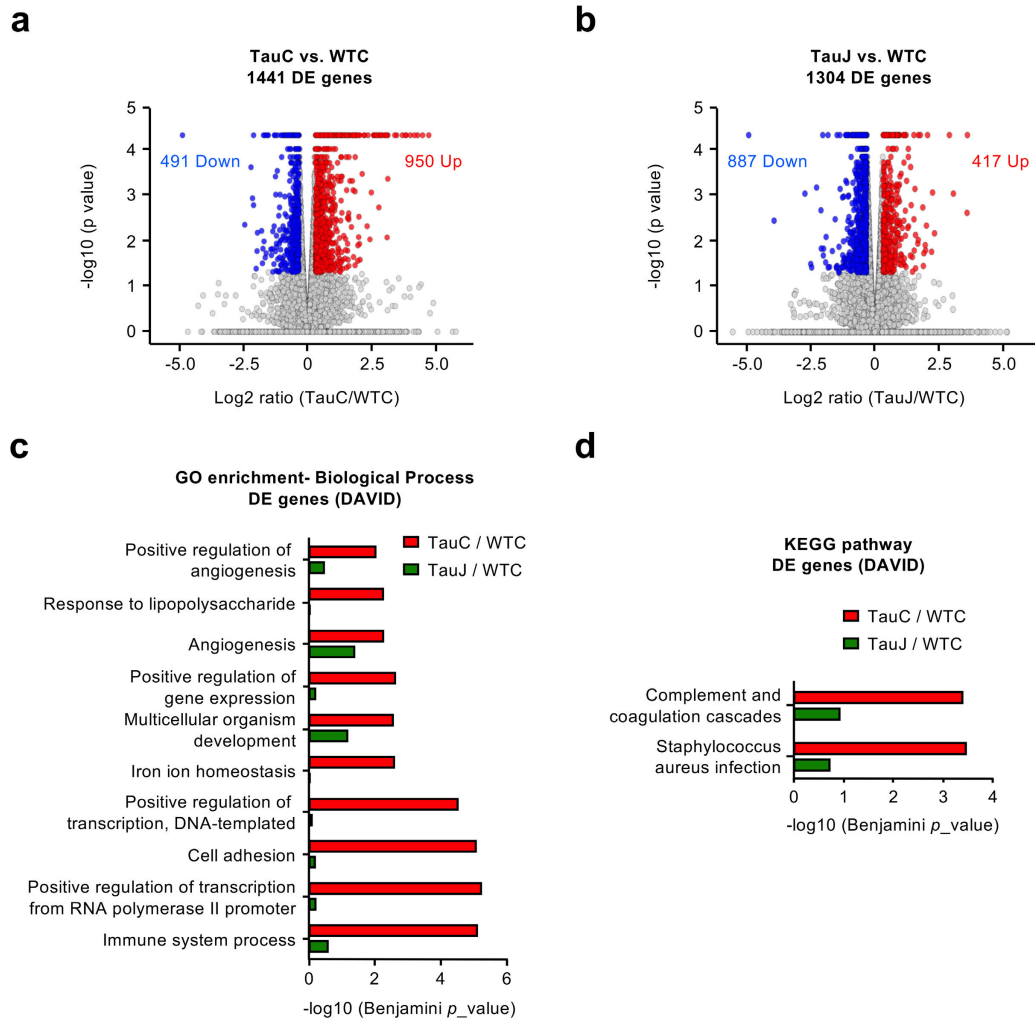 a
TauC vs. WTC
1441 DE genes
5
4
3
2
1
0
-log10 (p value)
491 Down
950 Up
-5.0
-2.5
0
2.5
5.0
Log2 ratio (TauC/WTC)
b
TauJ vs. WTC
1304 DE genes
5
4
3
2
1
0
-log10 (p value)
887 Down
417 Up
-5.0
-2.5
0
2.5
5.0
Log2 ratio (TauJ/WTC)
c
GO enrichment- Biological Process
DE genes (DAVID)
TauC / WTC
TauJ / WTC
Positive regulation of
angiogenesis
Response to lipopolysaccharide
Angiogenesis
Positive regulation of
gene expression
Multicellular organism
development
Iron ion homeostasis
Positive regulation of
transcription, DNA-templated
Cell adhesion
Positive regulation of transcription
from RNA polymerase II promoter
Immune system process
0
2
4
6
-log10 (Benjamini p_value)
d
KEGG pathway
DE genes (DAVID)
TauC / WTC
TauJ / WTC
Complement and
coagulation cascades
Staphylococcus
aureus infection
0
1
2
3
4
-log10 (Benjamini p_value)